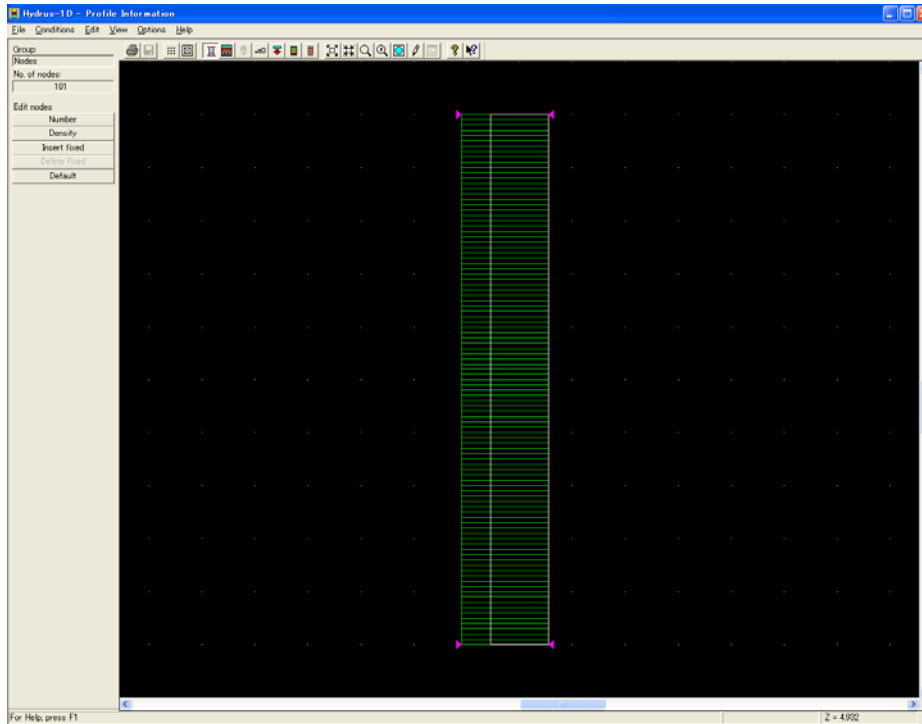 Hydrus-1D - Profile Information
File Conditions Edit View Options Help
Group:
Nodes
No. of nodes:
101
Edit nodes
Number
Density
Insert fixed
Delete fixed
Default
For Help, press F1
Z = 4.932